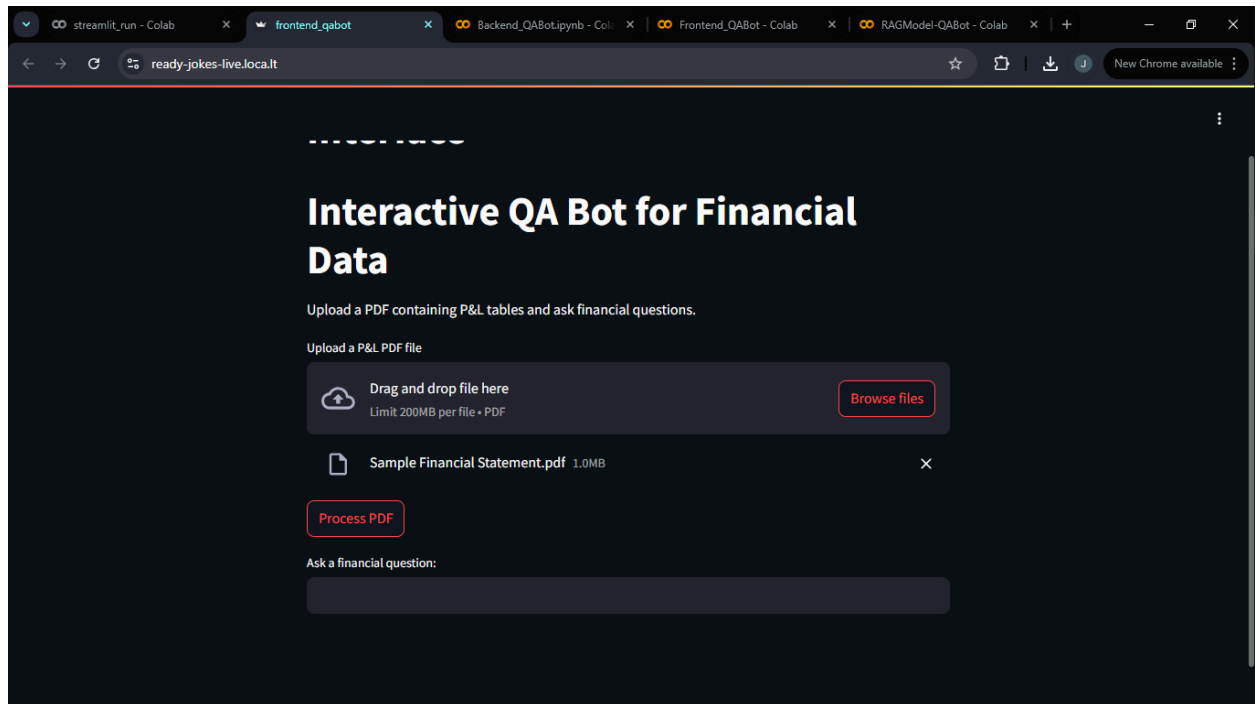 streamlit_run - Colab
frontend_qabot
Backend_QABot.ipynb - Col
Frontend_QABot - Colab
RAGModel-QABot - Colab
ready-jokes-live.loca.lt
J
New Chrome available
Interactive QA Bot for Financial
Data
Upload a PDF containing P&L tables and ask financial questions.
Upload a P&L PDF file
Drag and drop file here
Limit 200MB per file • PDF
Browse files
Sample Financial Statement.pdf 1.0MB
Process PDF
Ask a financial question: